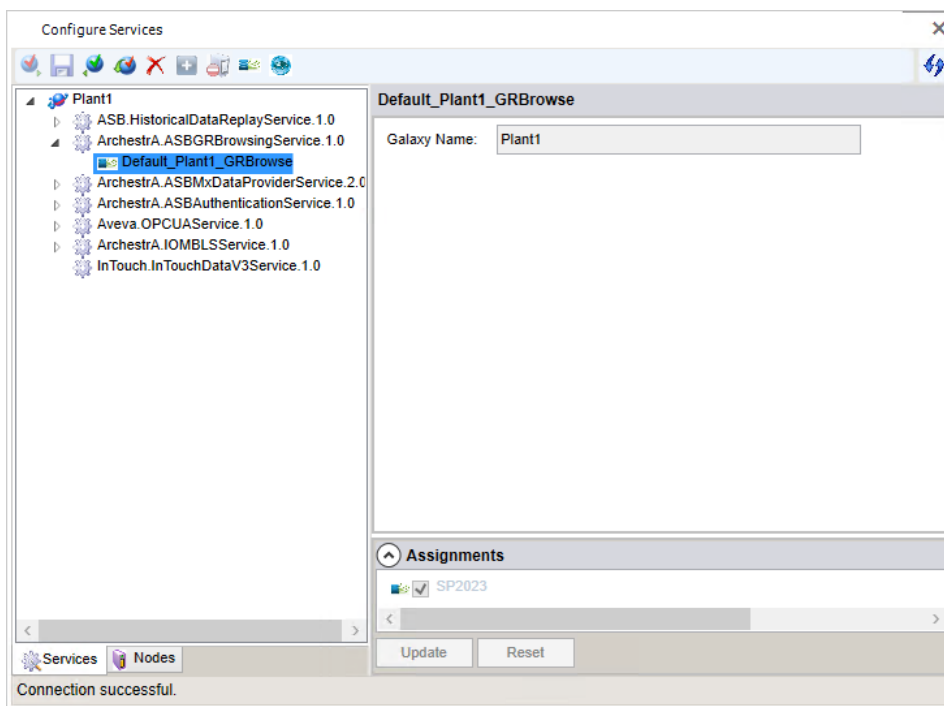 Configure Services
Plant1
ASB.HistoricalDataReplayService.1.0
ArchestrA.ASBGRBrowsingService.1.0
Default_Plant1_GRBrowse
ArchestrA.ASBMxDataProviderService.2.0
ArchestrA.ASBAuthenticationService.1.0
Aveva.OPCUAService.1.0
ArchestrA.IOMBLSService.1.0
InTouch.InTouchDataV3Service.1.0
Services Nodes
Default_Plant1_GRBrowse
Galaxy Name: Plant1
Assignments
SP2023
Update Reset
Connection successful.